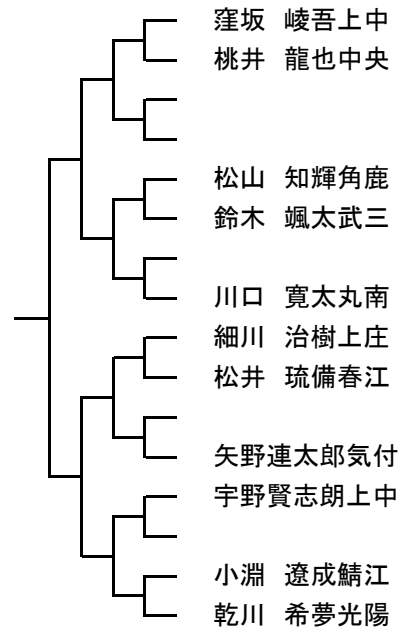 窪坂 崚吾上中
桃井 龍也中央
松山 知輝角鹿
鈴木 颯太武三
川口 寛太丸南
細川 治樹上庄
松井 琉備春江
矢野連太郎気付
宇野賢志朗上中
小淵 遼成鯖江
乾川 希夢光陽